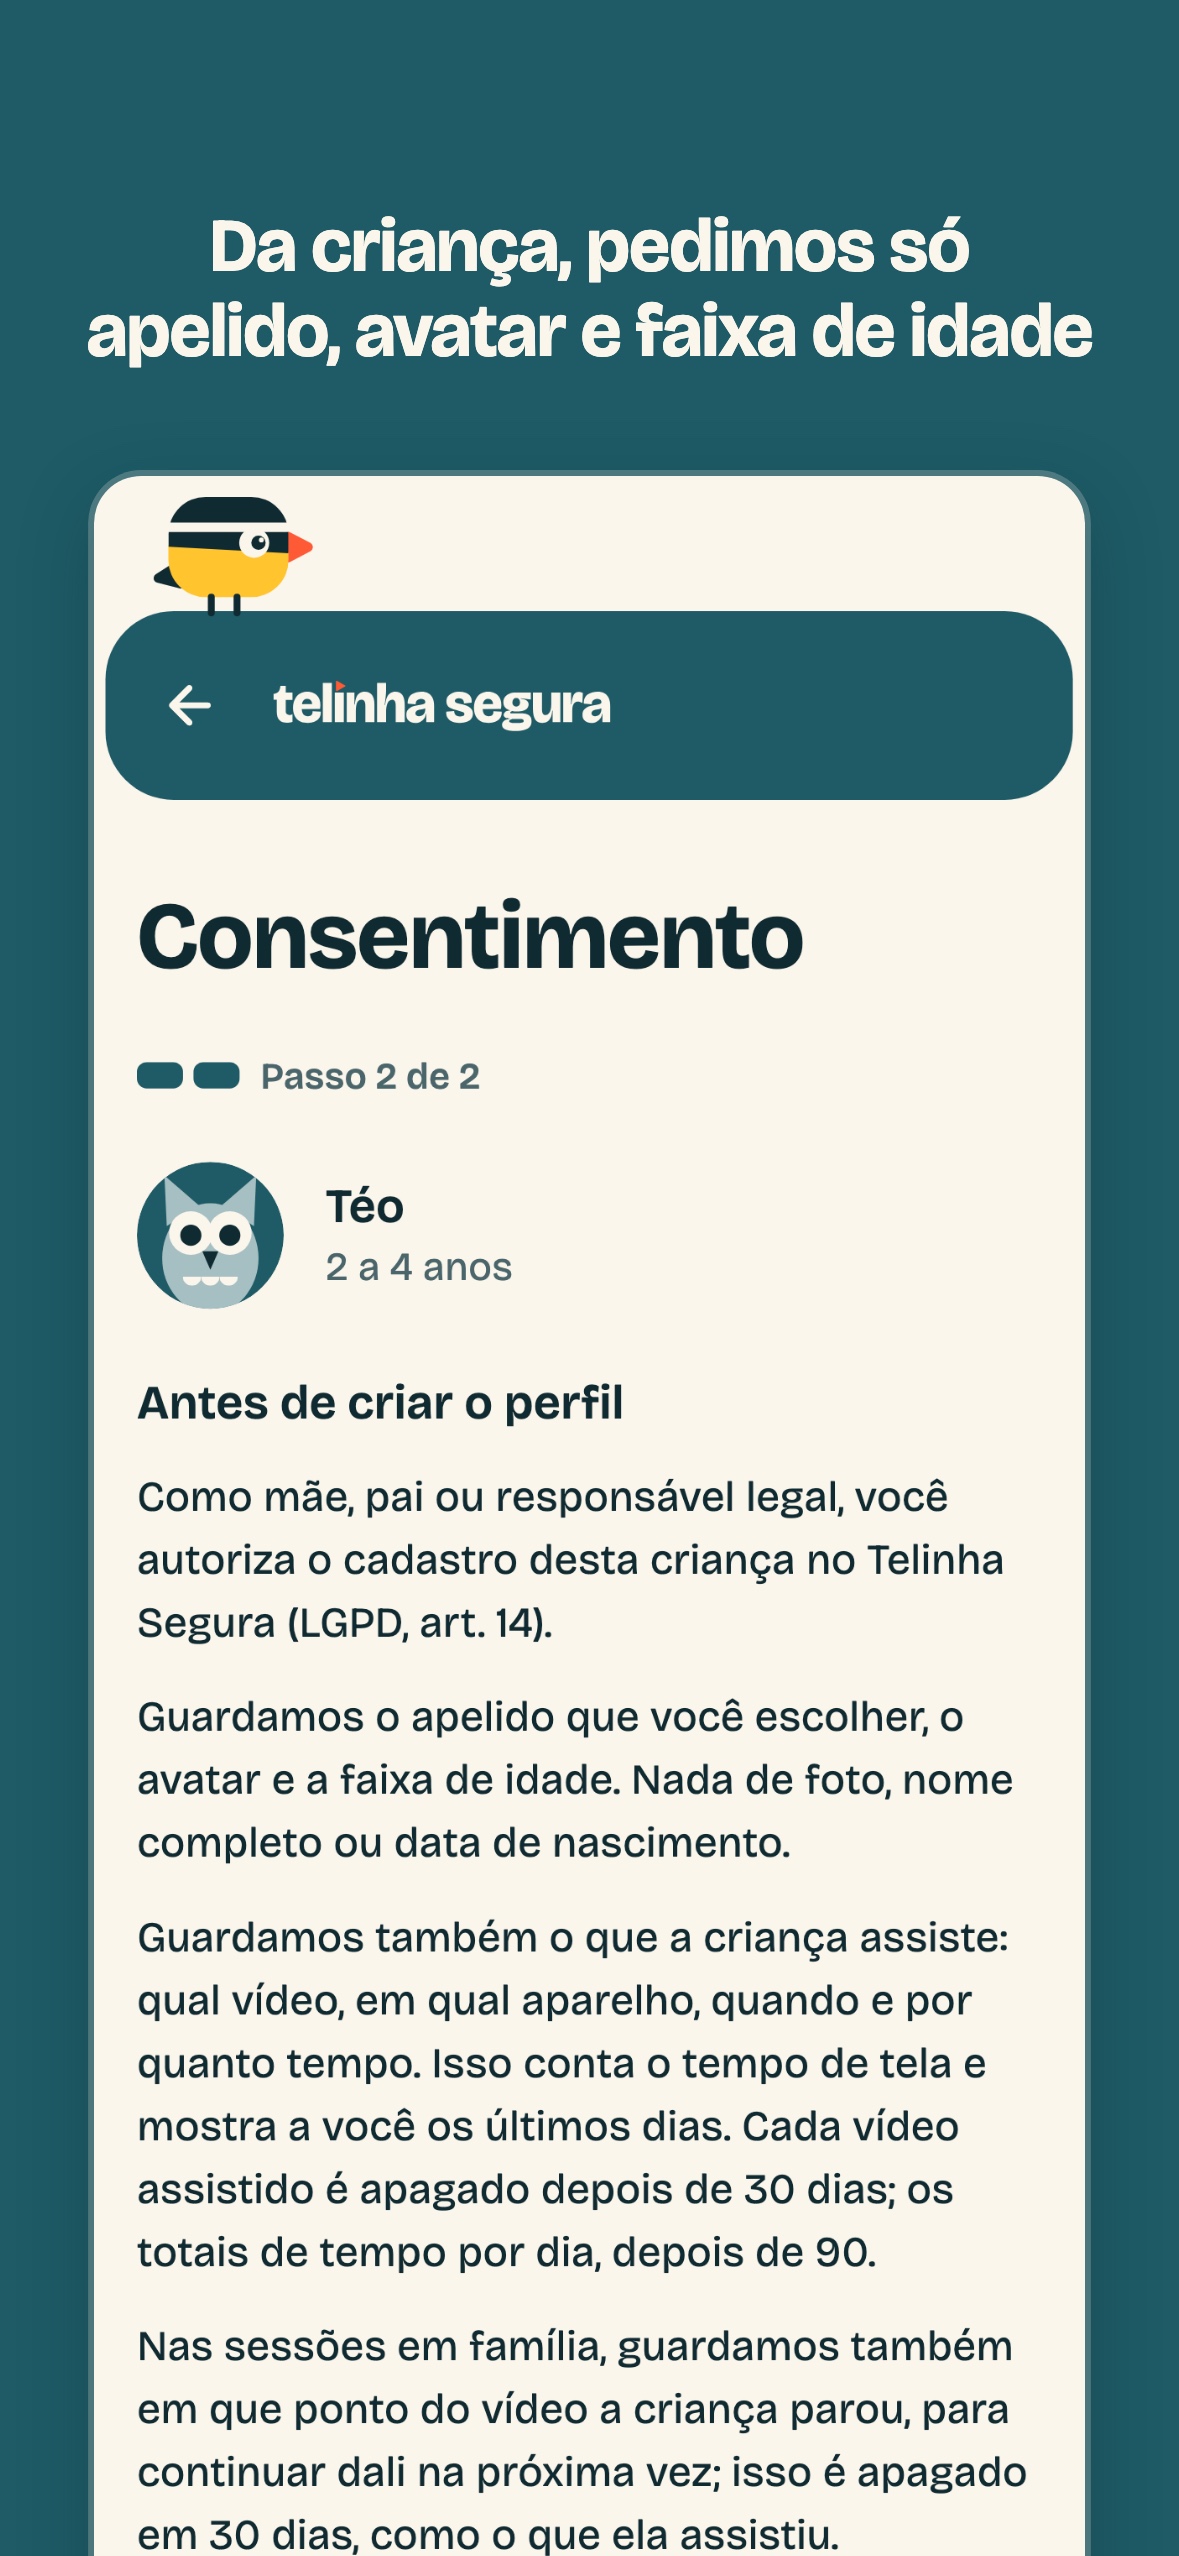 Da criança, pedimos só
apelido, avatar e faixa de idade
telinha segura
Consentimento
Passo 2 de 2
Téo
2 a 4 anos
Antes de criar o perfil
Como mãe, pai ou responsável legal, você
autoriza o cadastro desta criança no Telinha
Segura (LGPD, art. 14).
Guardamos o apelido que você escolher, o
avatar e a faixa de idade. Nada de foto, nome
completo ou data de nascimento.
Guardamos também o que a criança assiste:
qual vídeo, em qual aparelho, quando e por
quanto tempo. Isso conta o tempo de tela e
mostra a você os últimos dias. Cada vídeo
assistido é apagado depois de 30 dias; os
totais de tempo por dia, depois de 90.
Nas sessões em família, guardamos também
em que ponto do vídeo a criança parou, para
continuar dali na próxima vez; isso é apagado
em 30 dias, como o que ela assistiu.